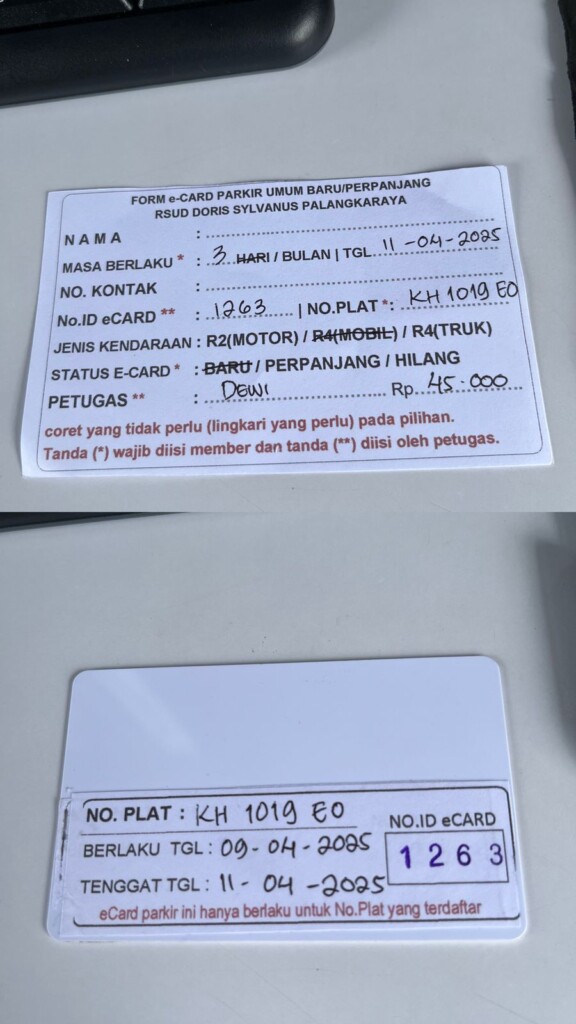 FORM e-CARD PARKIR UMUM BARU/PERPANJANG
RSUD DORIS SYLVANUS PALANGKARAYA
NAMA :
MASA BERLAKU * : 3 HARI / BULAN | TGL. 11-04-2025
NO. KONTAK :
No.ID eCARD ** : 1263 | NO.PLAT *: KH 1019 EO
JENIS KENDARAAN : R2(MOTOR) / R4(MOBIL) / R4(TRUK)
STATUS E-CARD * : BARU / PERPANJANG / HILANG
PETUGAS ** : DEWI Rp. 45.000
coret yang tidak perlu (lingkari yang perlu) pada pilihan.
Tanda (*) wajib diisi member dan tanda (**) diisi oleh petugas.
NO. PLAT : KH 1019 EO
NO.ID eCARD
BERLAKU TGL : 09-04-2025
1263
TENGGAT TGL : 11-04-2025
eCard parkir ini hanya berlaku untuk No.Plat yang terdaftar